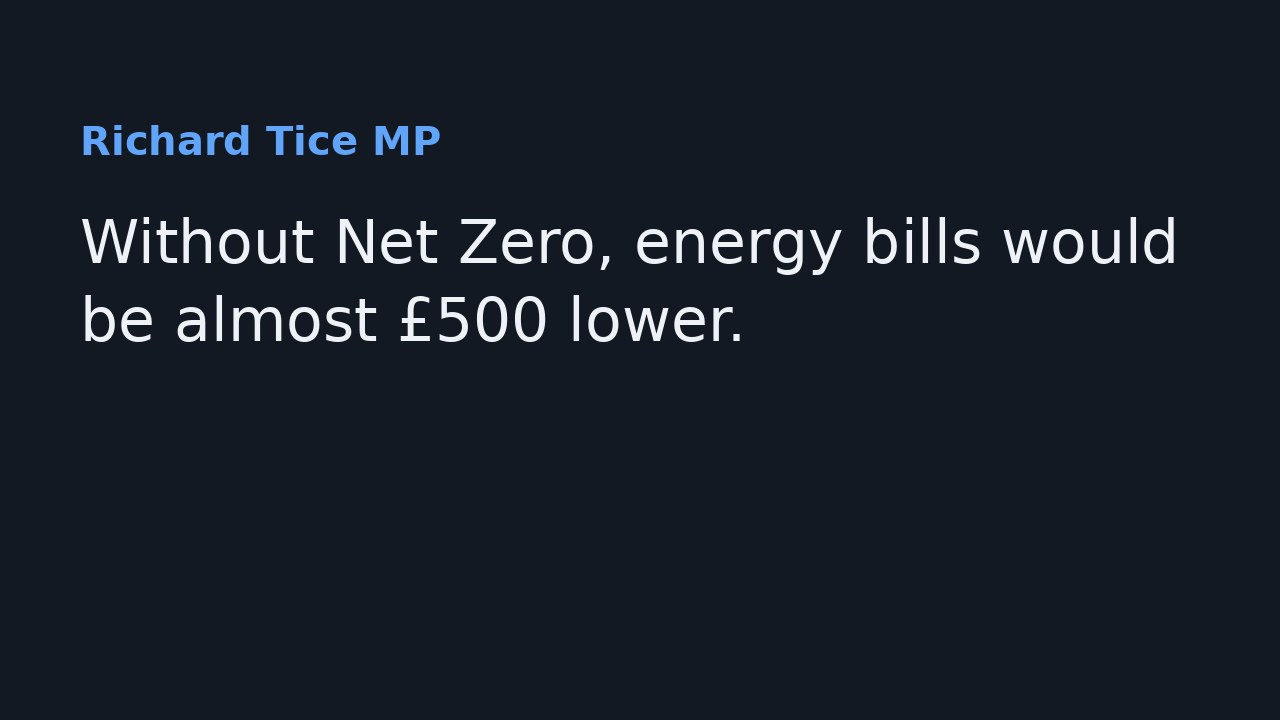 Richard Tice MP
Without Net Zero, energy bills would
be almost £500 lower.